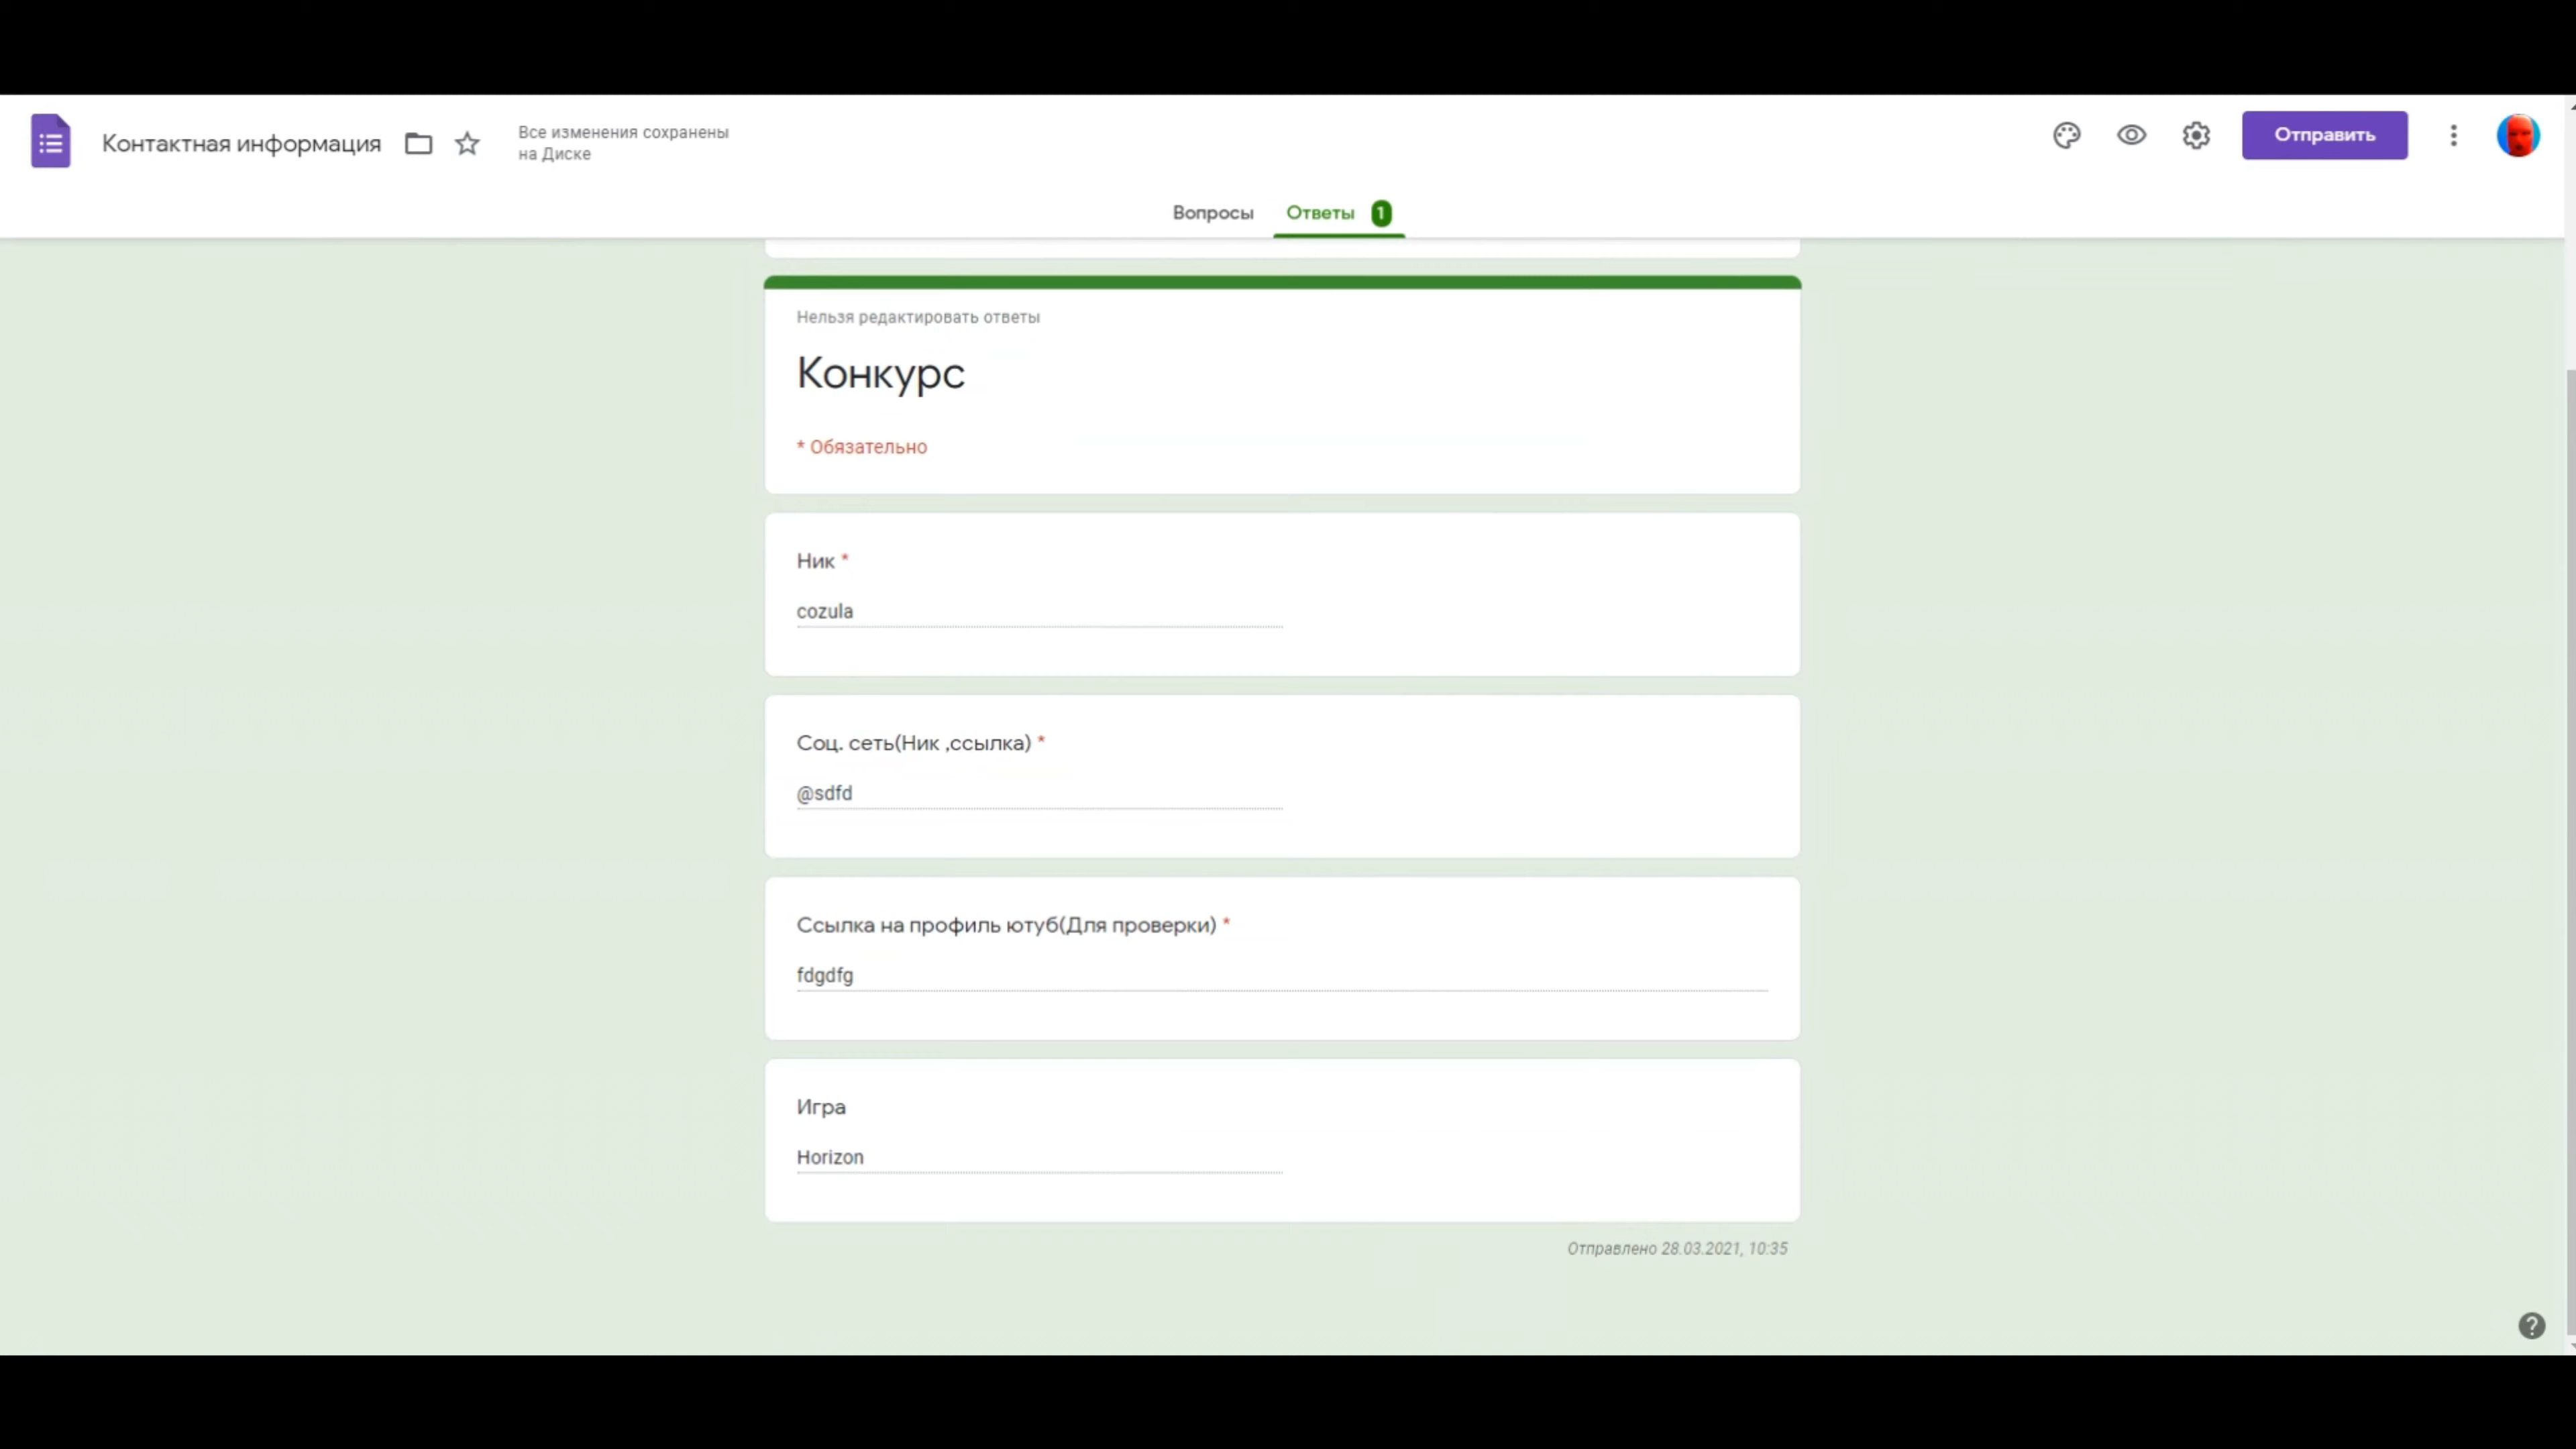 Контактная информация
Все изменения сохранены
на Диске
Отправить
Вопросы Ответы 1
Нельзя редактировать ответы
Конкурс
* Обязательно
Ник *
cozula
Соц. сеть(Ник ,ссылка) *
@sdfd
Ссылка на профиль ютуб(Для проверки) *
fdgdfg
Игра
Horizon
Отправлено 28.03.2021, 10:35